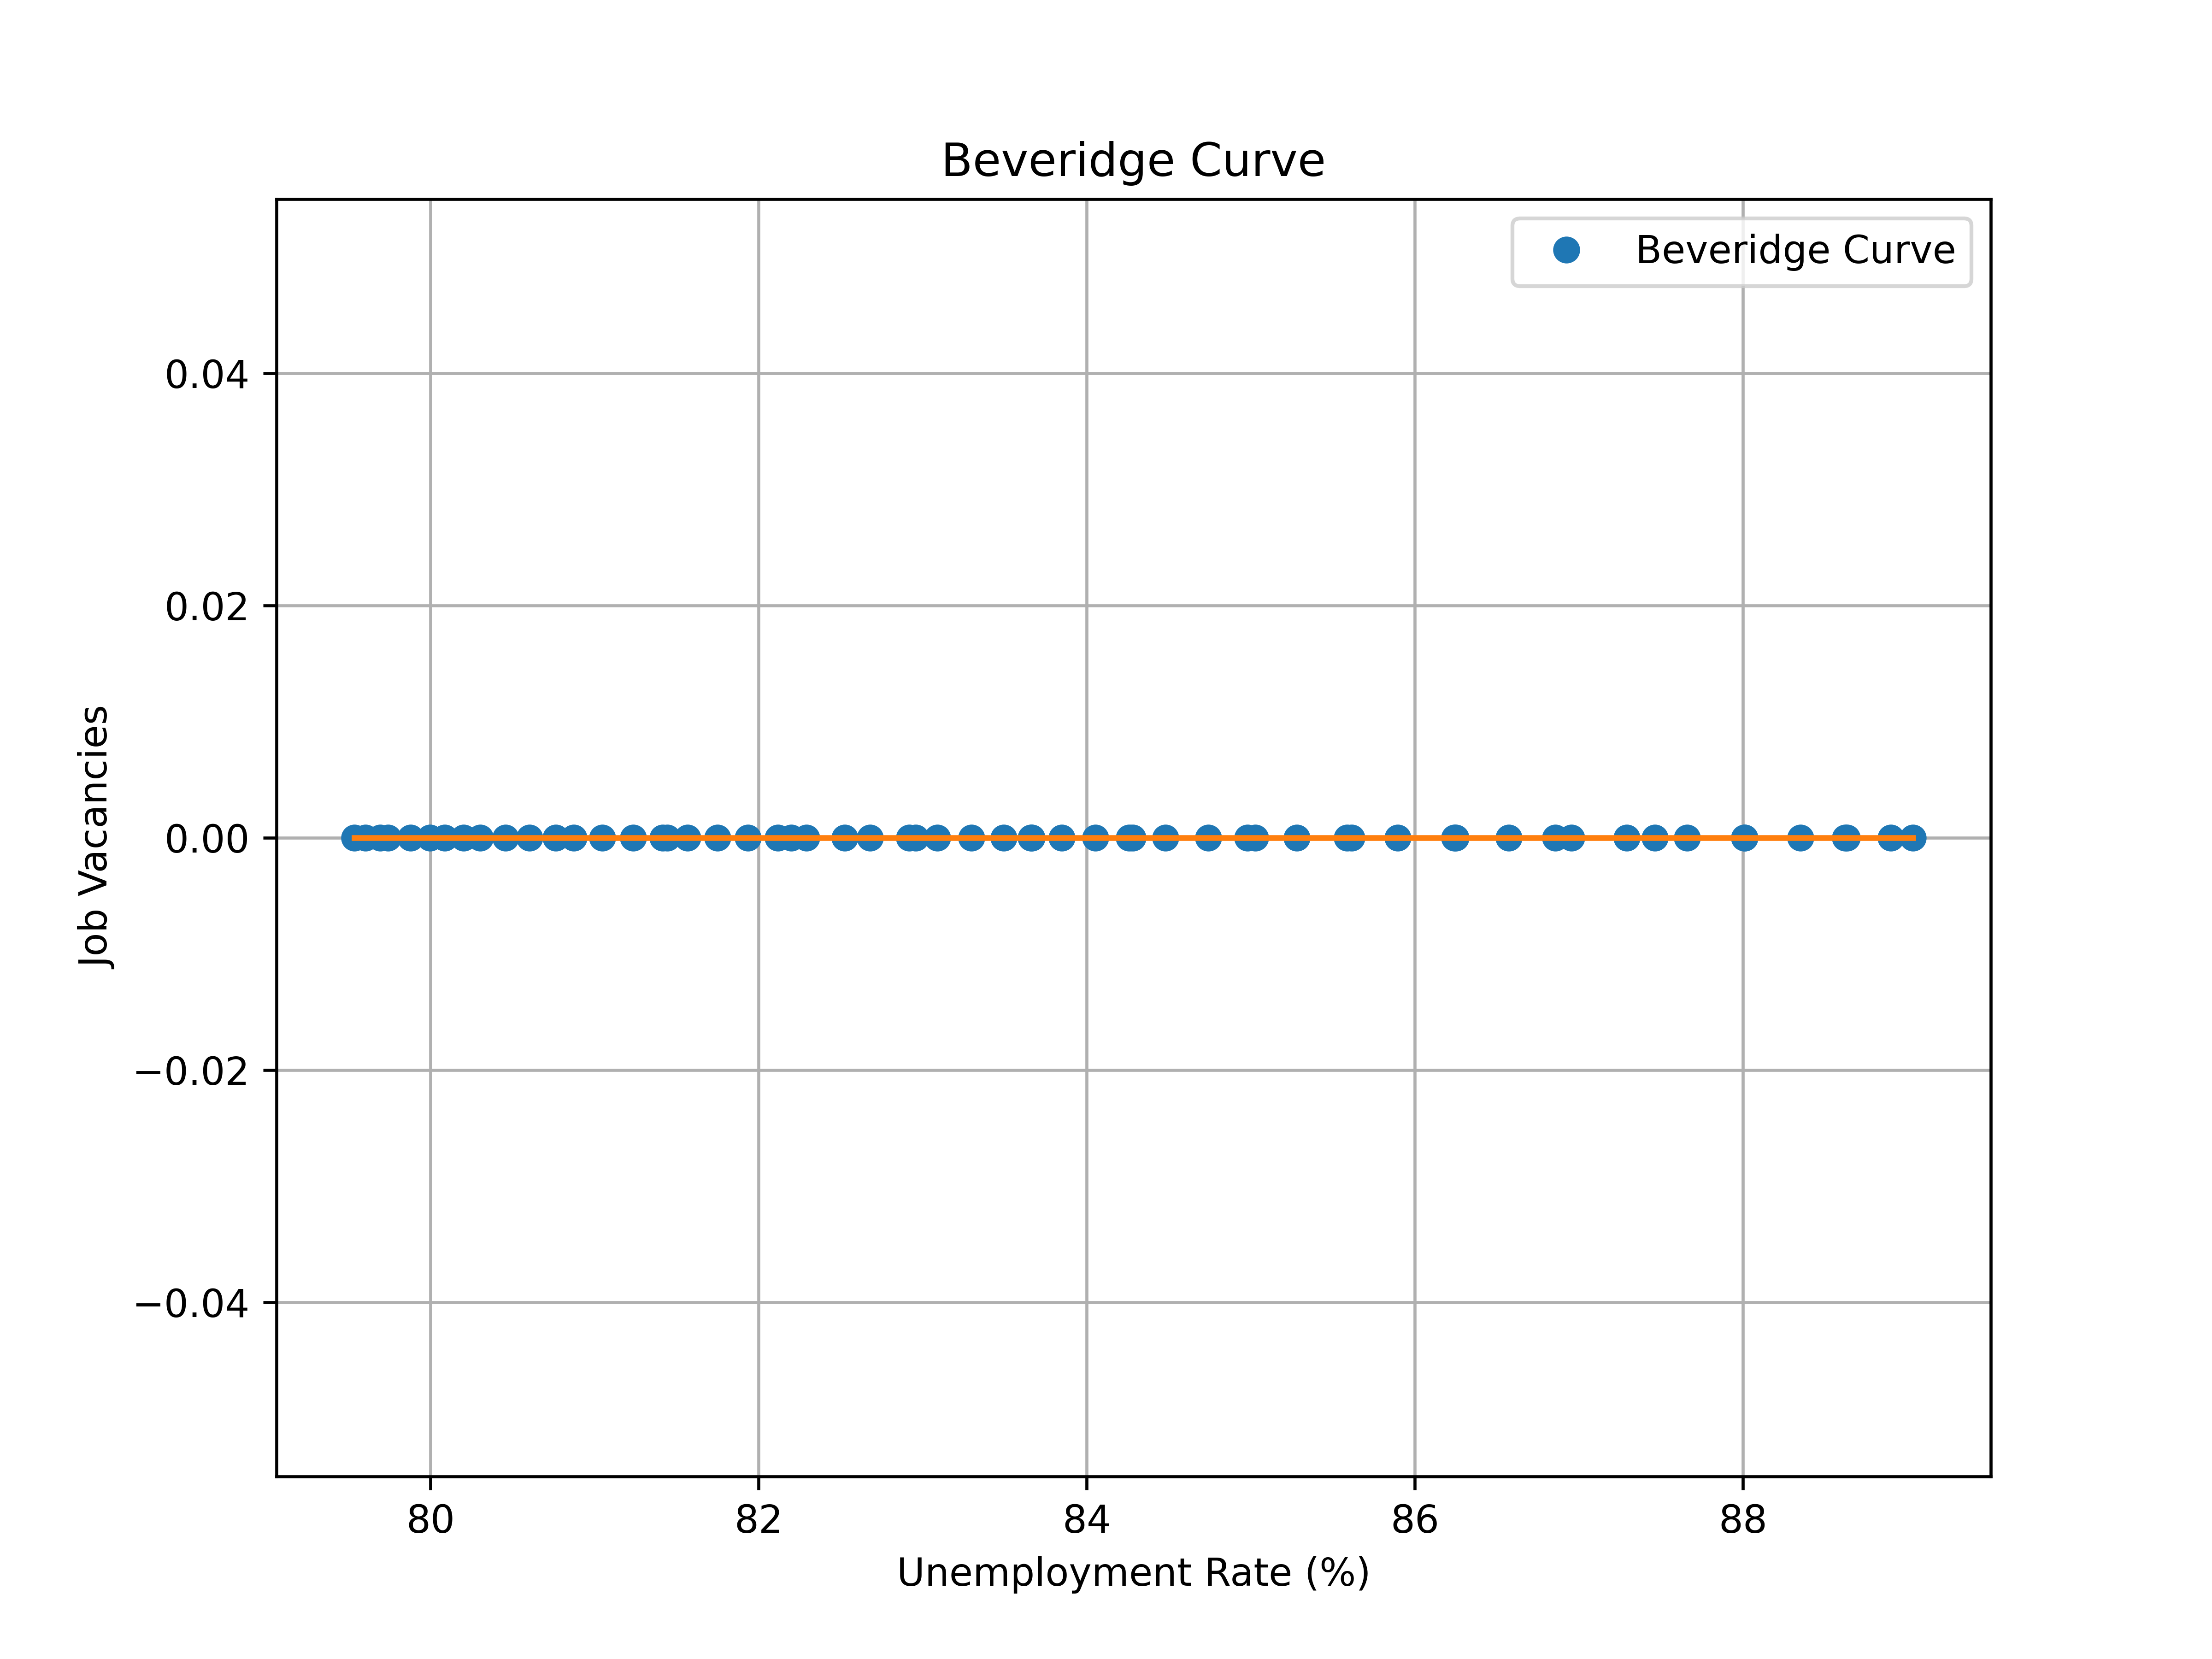 Beveridge Curve
Beveridge Curve
0.04
0.02
0.00
−0.02
−0.04
Job Vacancies
80 82 84 86 88
Unemployment Rate (%)